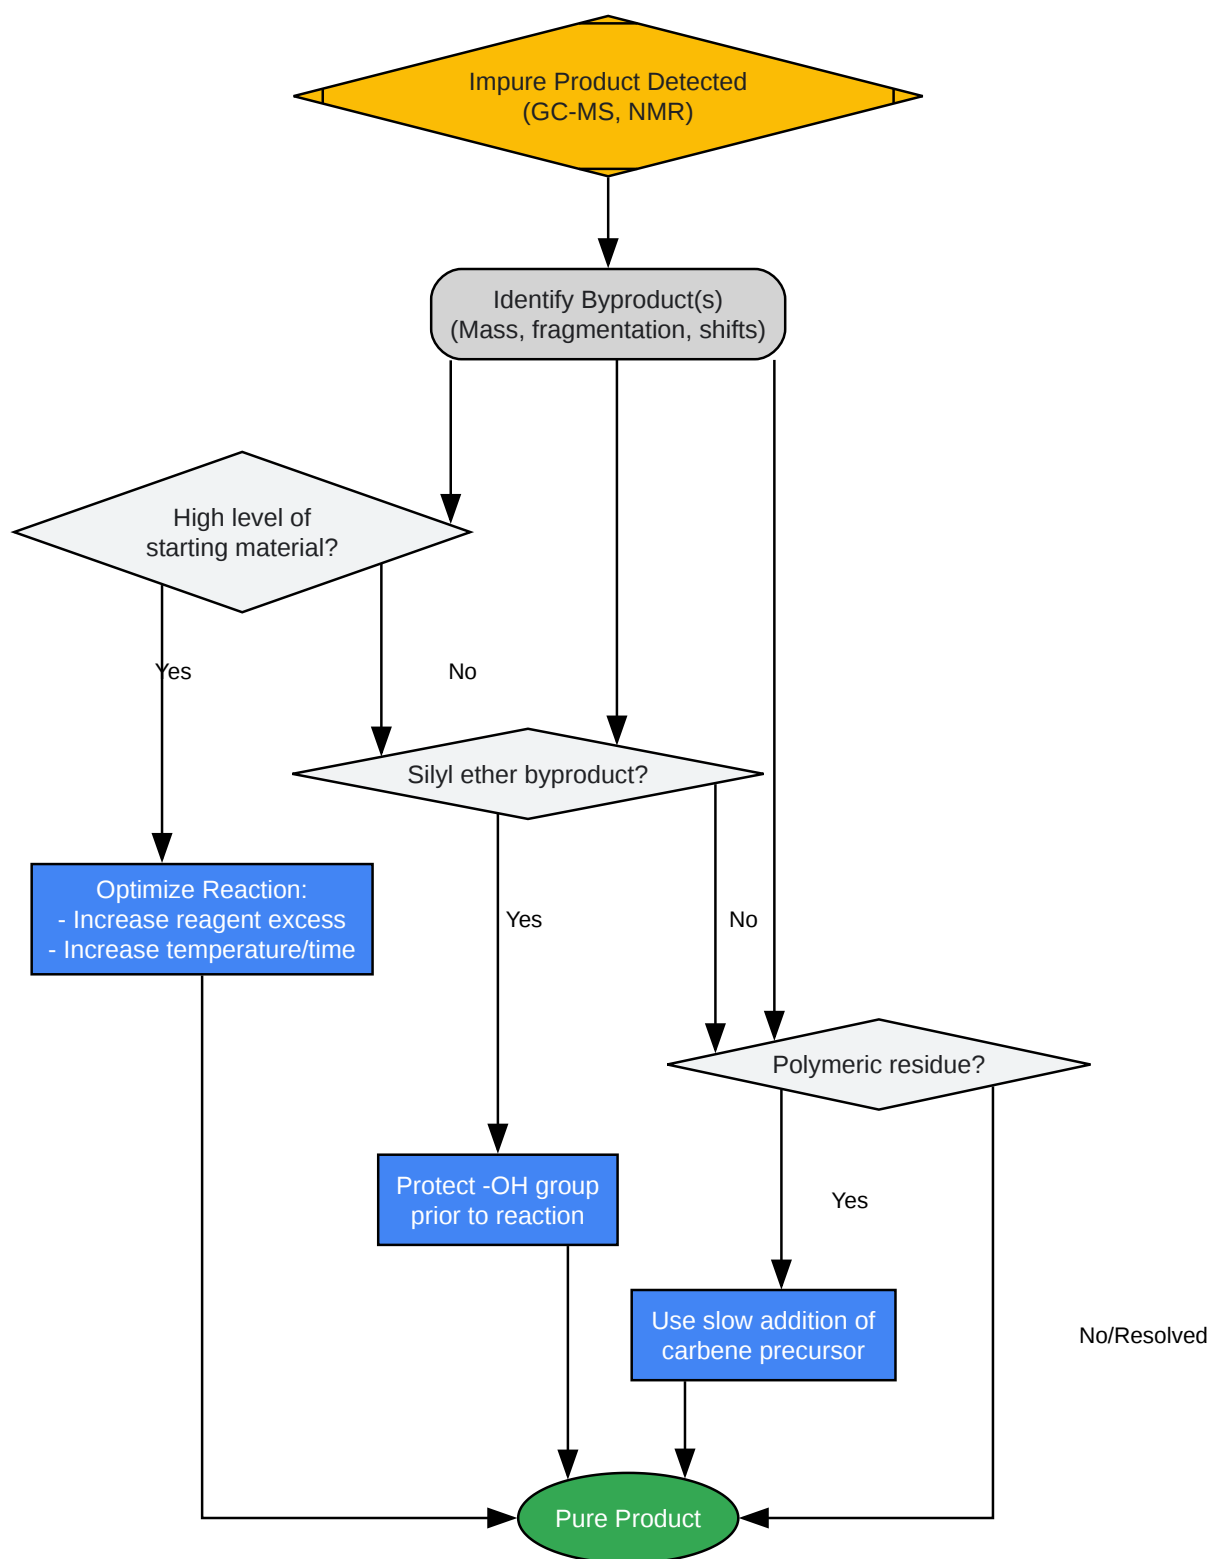 Impure Product Detected
(GC-MS, NMR)
Identify Byproduct(s)
(Mass, fragmentation, shifts)
High level of
starting material?
Yes
No
Silyl ether byproduct?
Optimize Reaction:
- Increase reagent excess
- Increase temperature/time
Yes
No
Polymeric residue?
Protect -OH group
prior to reaction
Yes
Use slow addition of
carbene precursor
No/Resolved
Pure Product